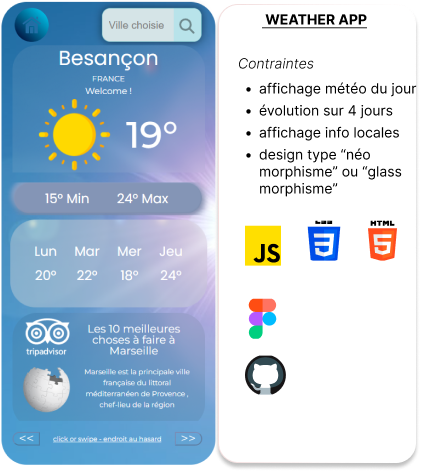 Ville choisie
Besançon
FRANCE
Welcome !
19°
15° Min 24° Max
Lun Mar Mer Jeu
20° 22° 18° 24°
tripadvisor
Les 10 meilleures
choses à faire à
Marseille
Marseille est la principale ville
française du littoral
méditerranéen de Provence ,
chef-lieu de la région
<< click or swipe - endroit au hasard >>
WEATHER APP
Contraintes
• affichage météo du jour
• évolution sur 4 jours
• affichage info locales
• design type “néo
morphisme” ou “glass
morphisme”
JS
3
HTML
5